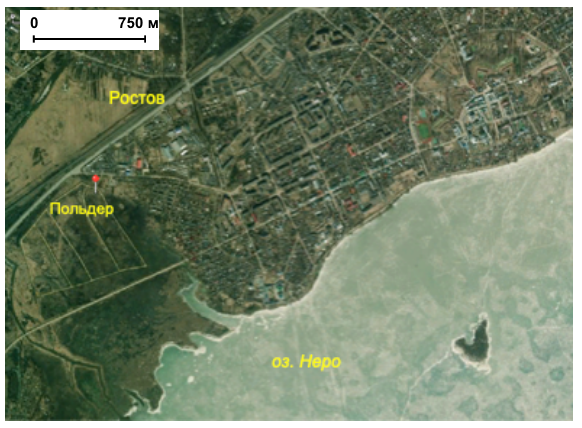 0 750 м
Ростов
Польдер
оз. Неро